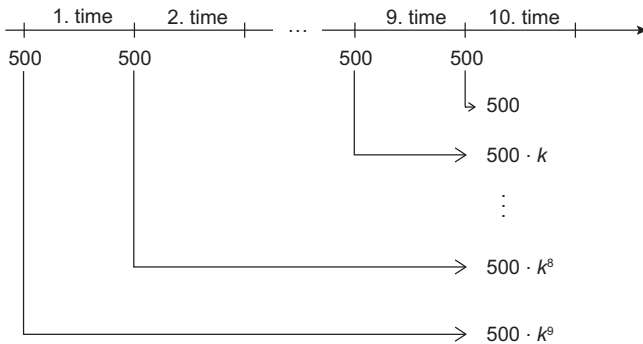 1. time 2. time ... 9. time 10. time
500 500 500 500
500
500 · k
⋮
500 · k⁸
500 · k⁹